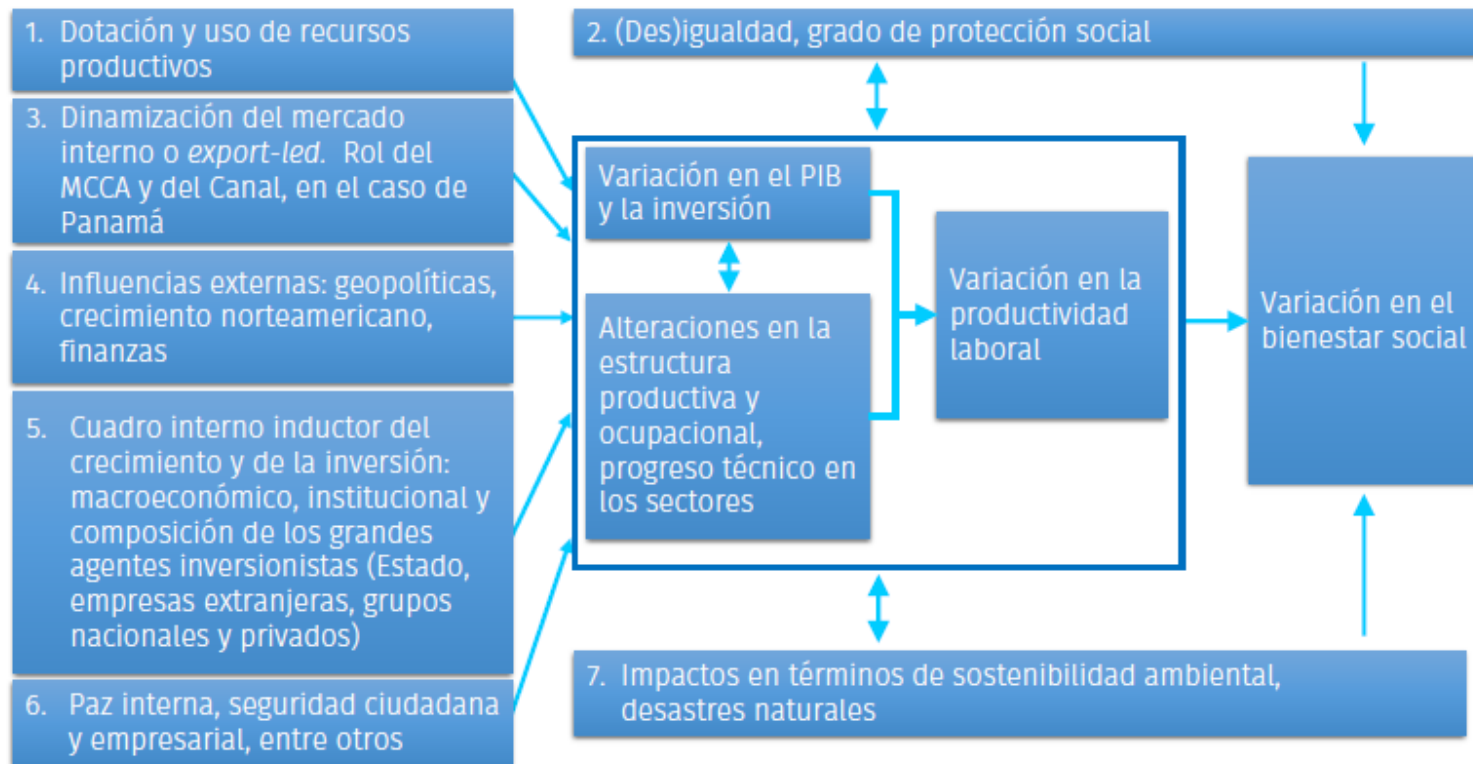 1. Dotación y uso de recursos
productivos
2. (Des)igualdad, grado de protección social
3. Dinamización del mercado
interno o export-led. Rol del
MCCA y del Canal, en el caso de
Panamá
4. Influencias externas: geopolíticas,
crecimiento norteamericano,
finanzas
5. Cuadro interno inductor del
crecimiento y de la inversión:
macroeconómico, institucional y
composición de los grandes
agentes inversionistas (Estado,
empresas extranjeras, grupos
nacionales y privados)
6. Paz interna, seguridad ciudadana
y empresarial, entre otros
Variación en el PIB
y la inversión
Alteraciones en la
estructura
productiva y
ocupacional,
progreso técnico en
los sectores
Variación en la
productividad
laboral
Variación en el
bienestar social
7. Impactos en términos de sostenibilidad ambiental,
desastres naturales